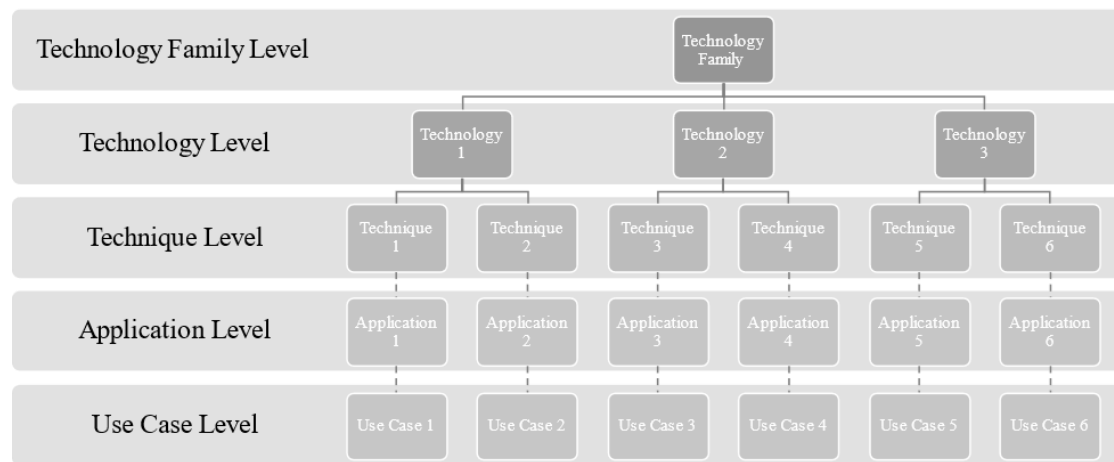 Technology Family Level
Technology
Family
Technology Level
Technology
1
Technology
2
Technology
3
Technique Level
Technique
1
Technique
2
Technique
3
Technique
4
Technique
5
Technique
6
Application Level
Application
1
Application
2
Application
3
Application
4
Application
5
Application
6
Use Case Level
Use Case 1
Use Case 2
Use Case 3
Use Case 4
Use Case 5
Use Case 6